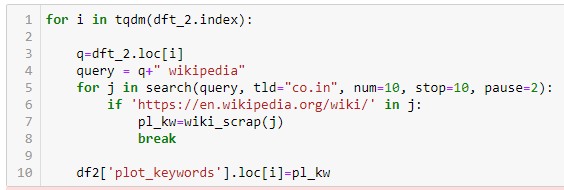 1 for i in tqdm(dft_2.index):
2
3     q=dft_2.loc[i]
4     query = q+" wikipedia"
5     for j in search(query, tld="co.in", num=10, stop=10, pause=2):
6         if 'https://en.wikipedia.org/wiki/' in j:
7             pl_kw=wiki_scrap(j)
8             break
9
10     df2['plot_keywords'].loc[i]=pl_kw